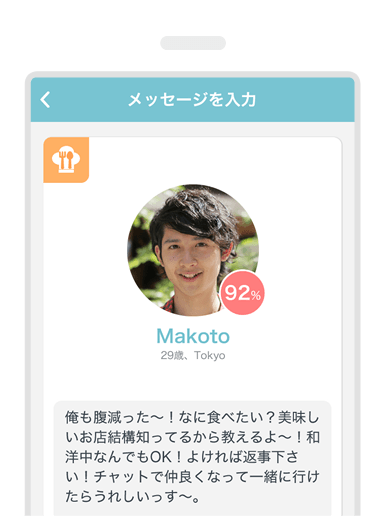 メッセージを入力
92%
Makoto
29歳、Tokyo
俺も腹減った〜！なに食べたい？美味し
いお店結構知ってるから教えるよ〜！和
洋中なんでもOK！よければ返事下さ
い！チャットで仲良くなって一緒に行け
たらうれしいっす〜。